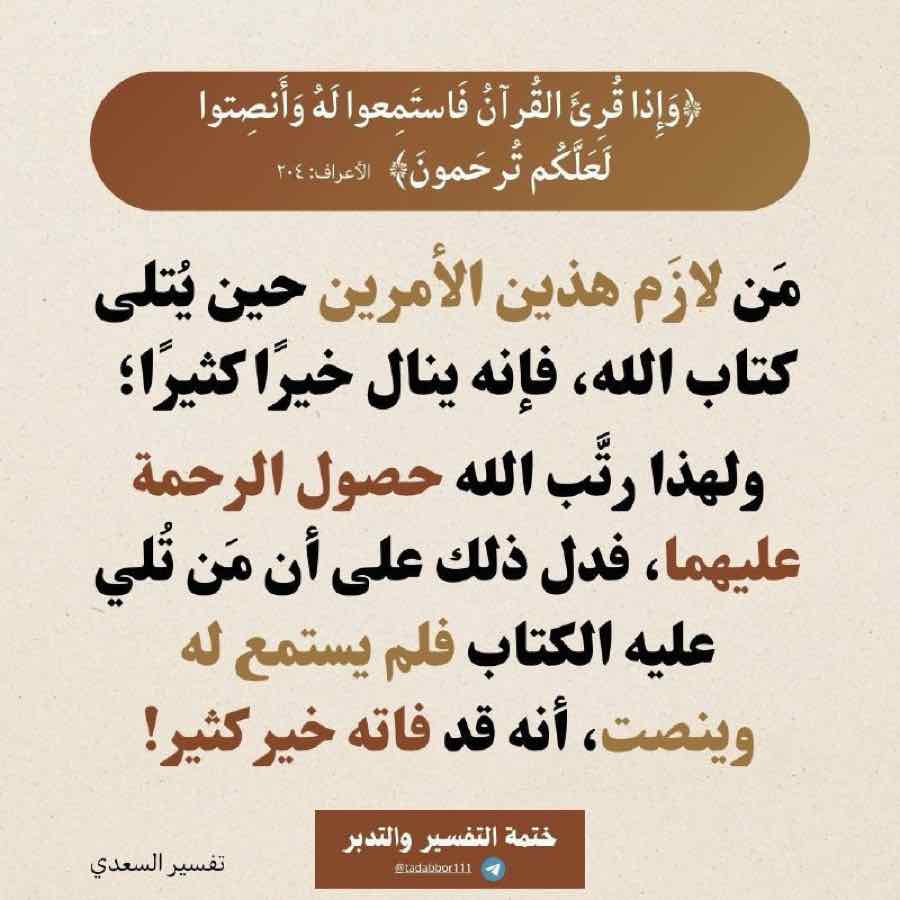 ﴿وَإِذا قُرِئَ القُرآنُ فَاستَمِعوا لَهُ وَأَنصِتوا
لَعَلَّكُم تُرحَمونَ﴾ الأعراف: ٢٠٤
مَن لازَم هذين الأمرين حين يُتلى
كتاب الله، فإنه ينال خيرًا كثيرًا؛
ولهذا رتَّب الله حصول الرحمة
عليهما، فدل ذلك على أن مَن تُلي
عليه الكتاب فلم يستمع له
وينصت، أنه قد فاته خير كثير!
ختمة التفسير والتدبر
@tadabbor111
تفسير السعدي